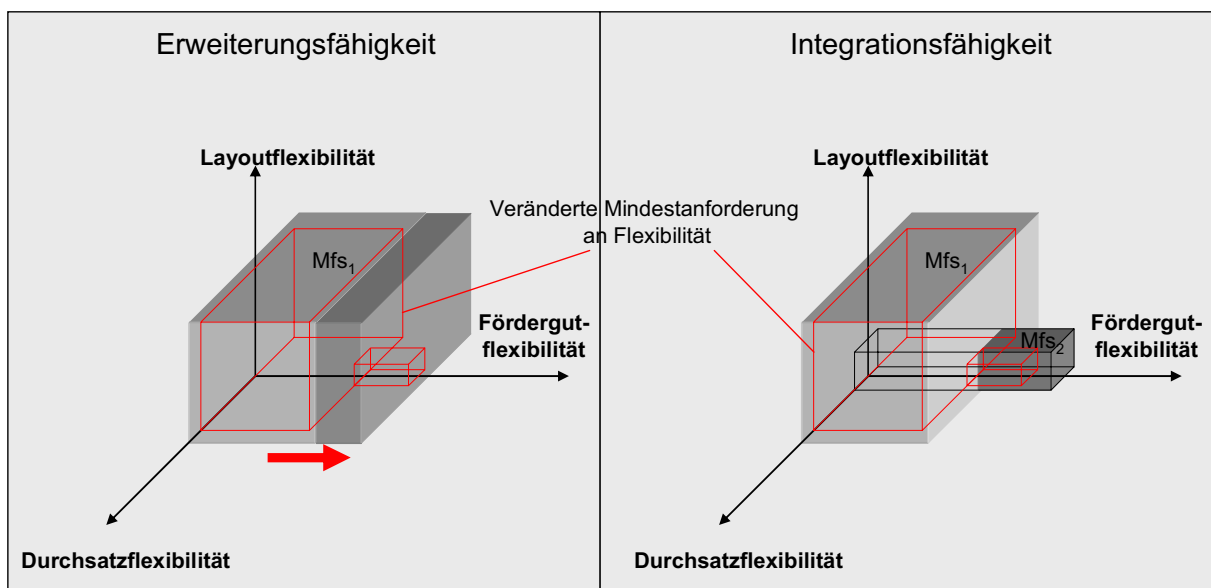 Erweiterungsfähigkeit
Integrationsfähigkeit
Layoutflexibilität
Layoutflexibilität
Veränderte Mindestanforderung
an Flexibilität
Mfs1
Mfs1
Fördergut-
flexibilität
Mfs2
Fördergut-
flexibilität
Durchsatzflexibilität
Durchsatzflexibilität